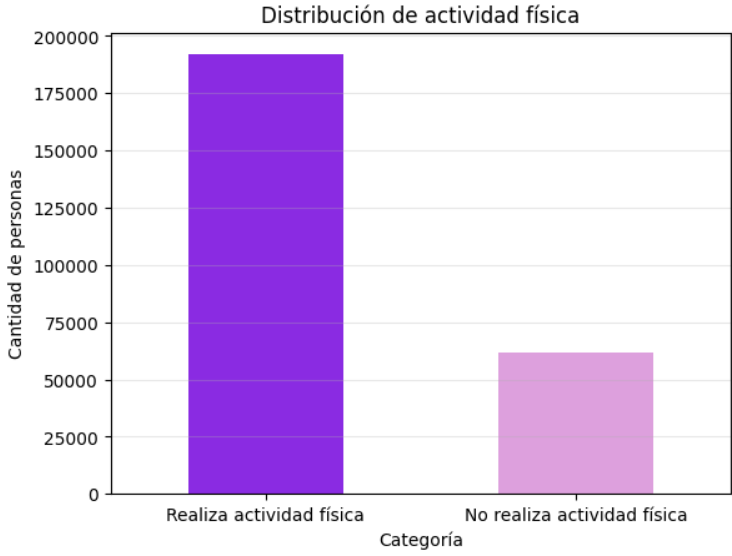 Distribución de actividad física
200000
175000
150000
125000
100000
75000
50000
25000
0
Cantidad de personas
Realiza actividad física
No realiza actividad física
Categoría